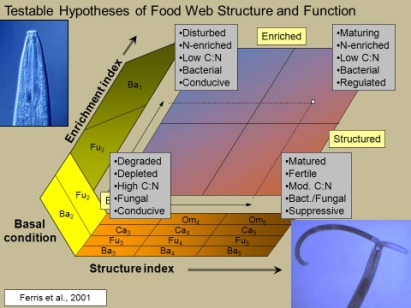 Testable Hypotheses of Food Web Structure and Function
•Disturbed
•N-enriched
•Low C:N
•Bacterial
•Conducive
Enriched
•Maturing
•N-enriched
•Low C:N
•Bacterial
•Regulated
Enrichment index
Ba1
Fu2
Structured
•Degraded
•Depleted
•High C:N
•Fungal
•Conducive
•Matured
•Fertile
•Mod. C:N
•Bact./Fungal
•Suppressive
Fu2
Ba2
Basal
condition
Om4
Om5
Ca3
Ca4
Ca5
Fu3
Fu4
Fu5
Ba3
Ba4
Ba5
Structure index
Ferris et al., 2001